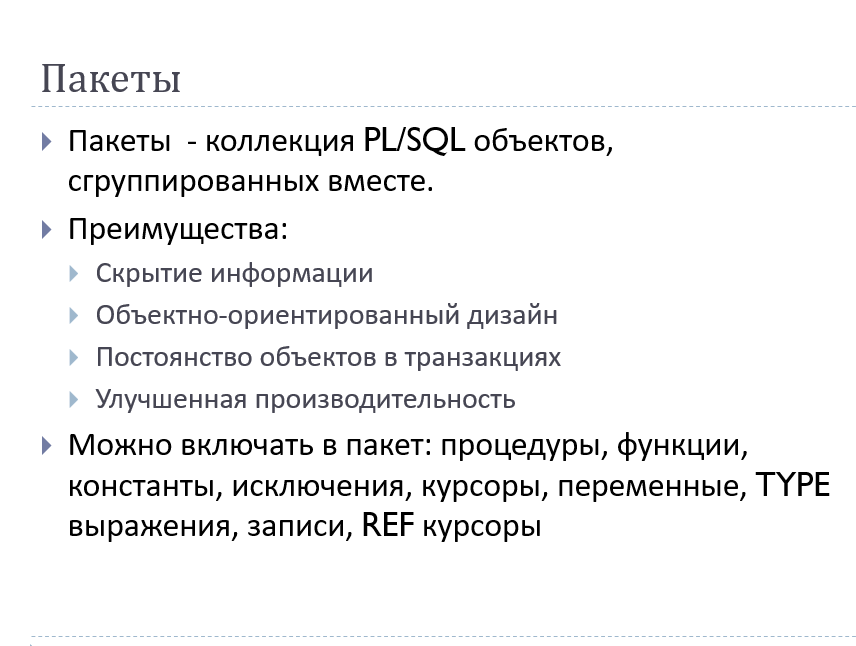 Пакеты
Пакеты - коллекция PL/SQL объектов,
сгруппированных вместе.
Преимущества:
Скрытие информации
Объектно-ориентированный дизайн
Постоянство объектов в транзакциях
Улучшенная производительность
Можно включать в пакет: процедуры, функции,
константы, исключения, курсоры, переменные, TYPE
выражения, записи, REF курсоры